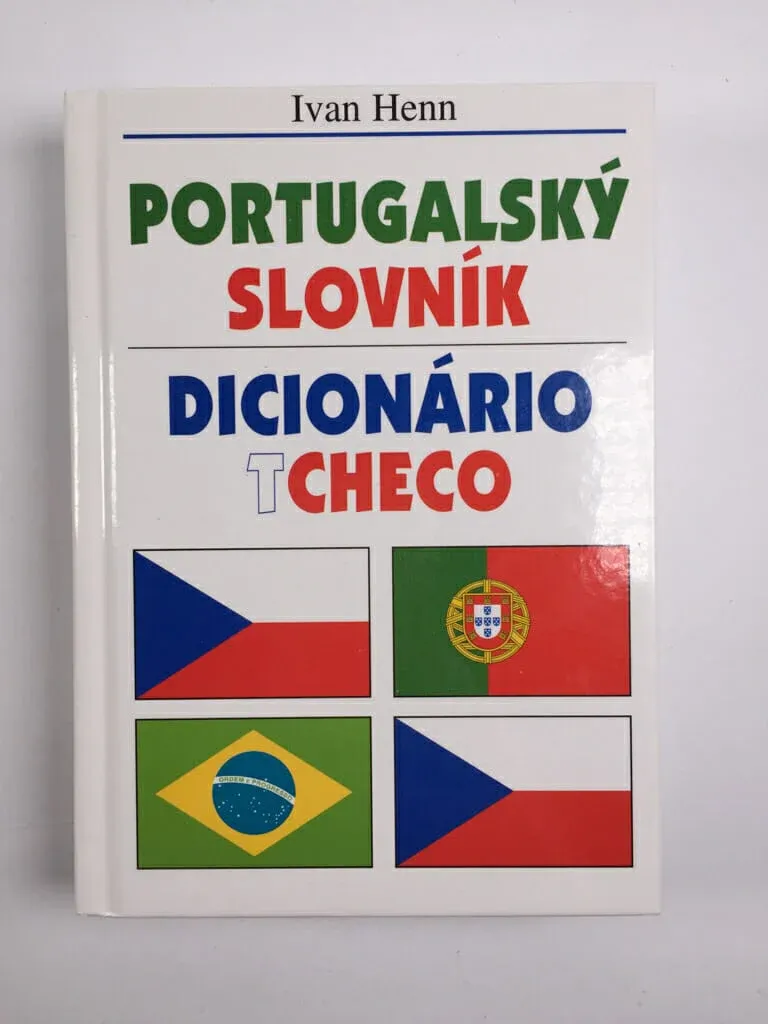 Ivan Henn
PORTUGALSKÝ
SLOVNÍK
DICIONÁRIO
TCHECO
ORDEM E PROGRESSO